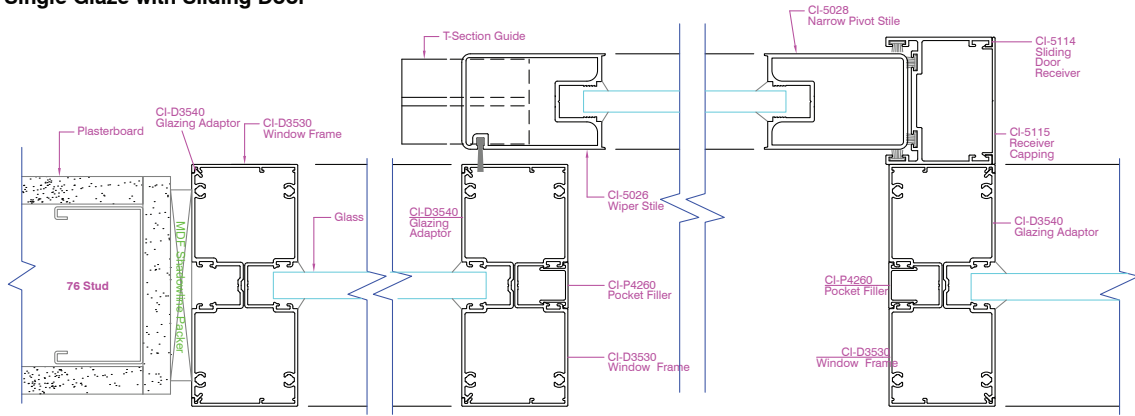 Single Glaze with Sliding Door
CI-5028
Narrow Pivot Stile
T-Section Guide
CI-5114
Sliding
Door
Receiver
CI-D3540
Glazing Adaptor
CI-D3530
Window Frame
Plasterboard
CI-5115
Receiver
Capping
CI-5026
Wiper Stile
Glass
CI-D3540
Glazing
Adaptor
CI-D3540
Glazing Adaptor
MDF Shadowline Packer
76 Stud
CI-P4260
Pocket Filler
CI-P4260
Pocket Filler
CI-D3530
Window Frame
CI-D3530
Window Frame